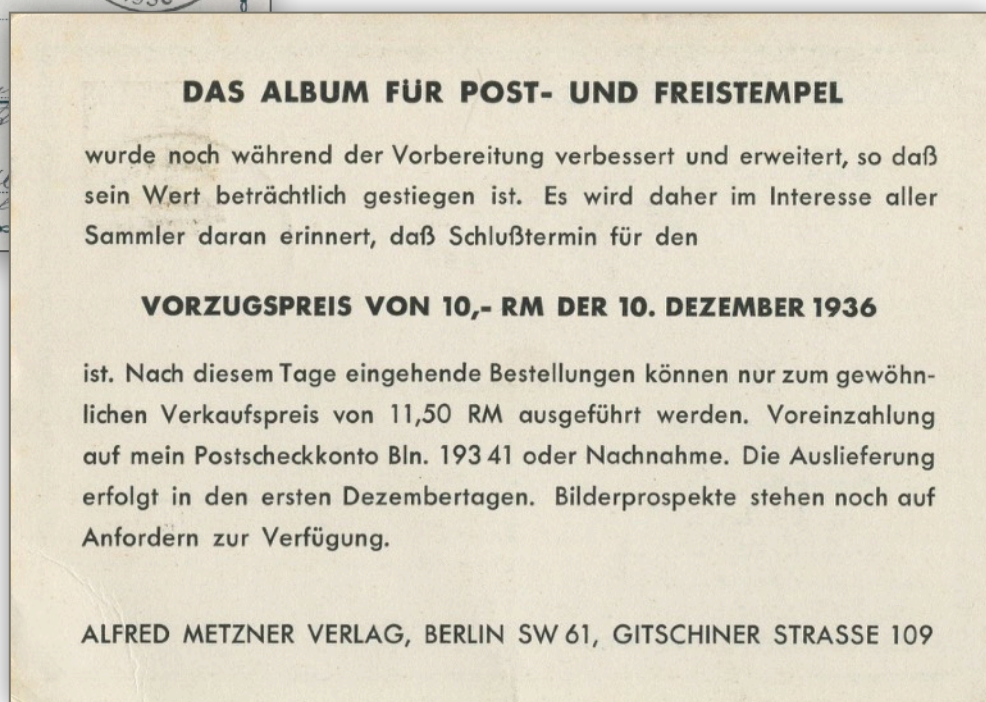 DAS ALBUM FÜR POST- UND FREISTEMPEL
wurde noch während der Vorbereitung verbessert und erweitert, so daß
sein Wert beträchtlich gestiegen ist. Es wird daher im Interesse aller
Sammler daran erinnert, daß Schlußtermin für den
VORZUGSPREIS VON 10,- RM DER 10. DEZEMBER 1936
ist. Nach diesem Tage eingehende Bestellungen können nur zum gewöhn-
lichen Verkaufspreis von 11,50 RM ausgeführt werden. Voreinzahlung
auf mein Postscheckkonto Bln. 193 41 oder Nachnahme. Die Auslieferung
erfolgt in den ersten Dezembertagen. Bilderprospekte stehen noch auf
Anfordern zur Verfügung.
ALFRED METZNER VERLAG, BERLIN SW 61, GITSCHINER STRASSE 109